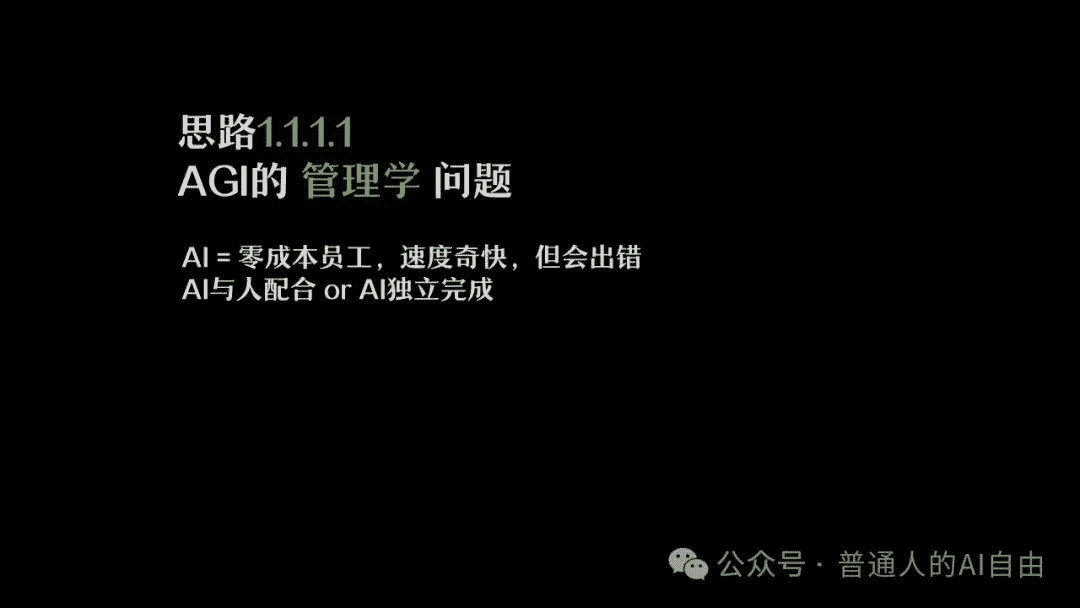 思路1.1.1.1
AGI的 管理学 问题
AI = 零成本员工，速度奇快，但会出错
AI与人配合 or AI独立完成
公众号 · 普通人的AI自由